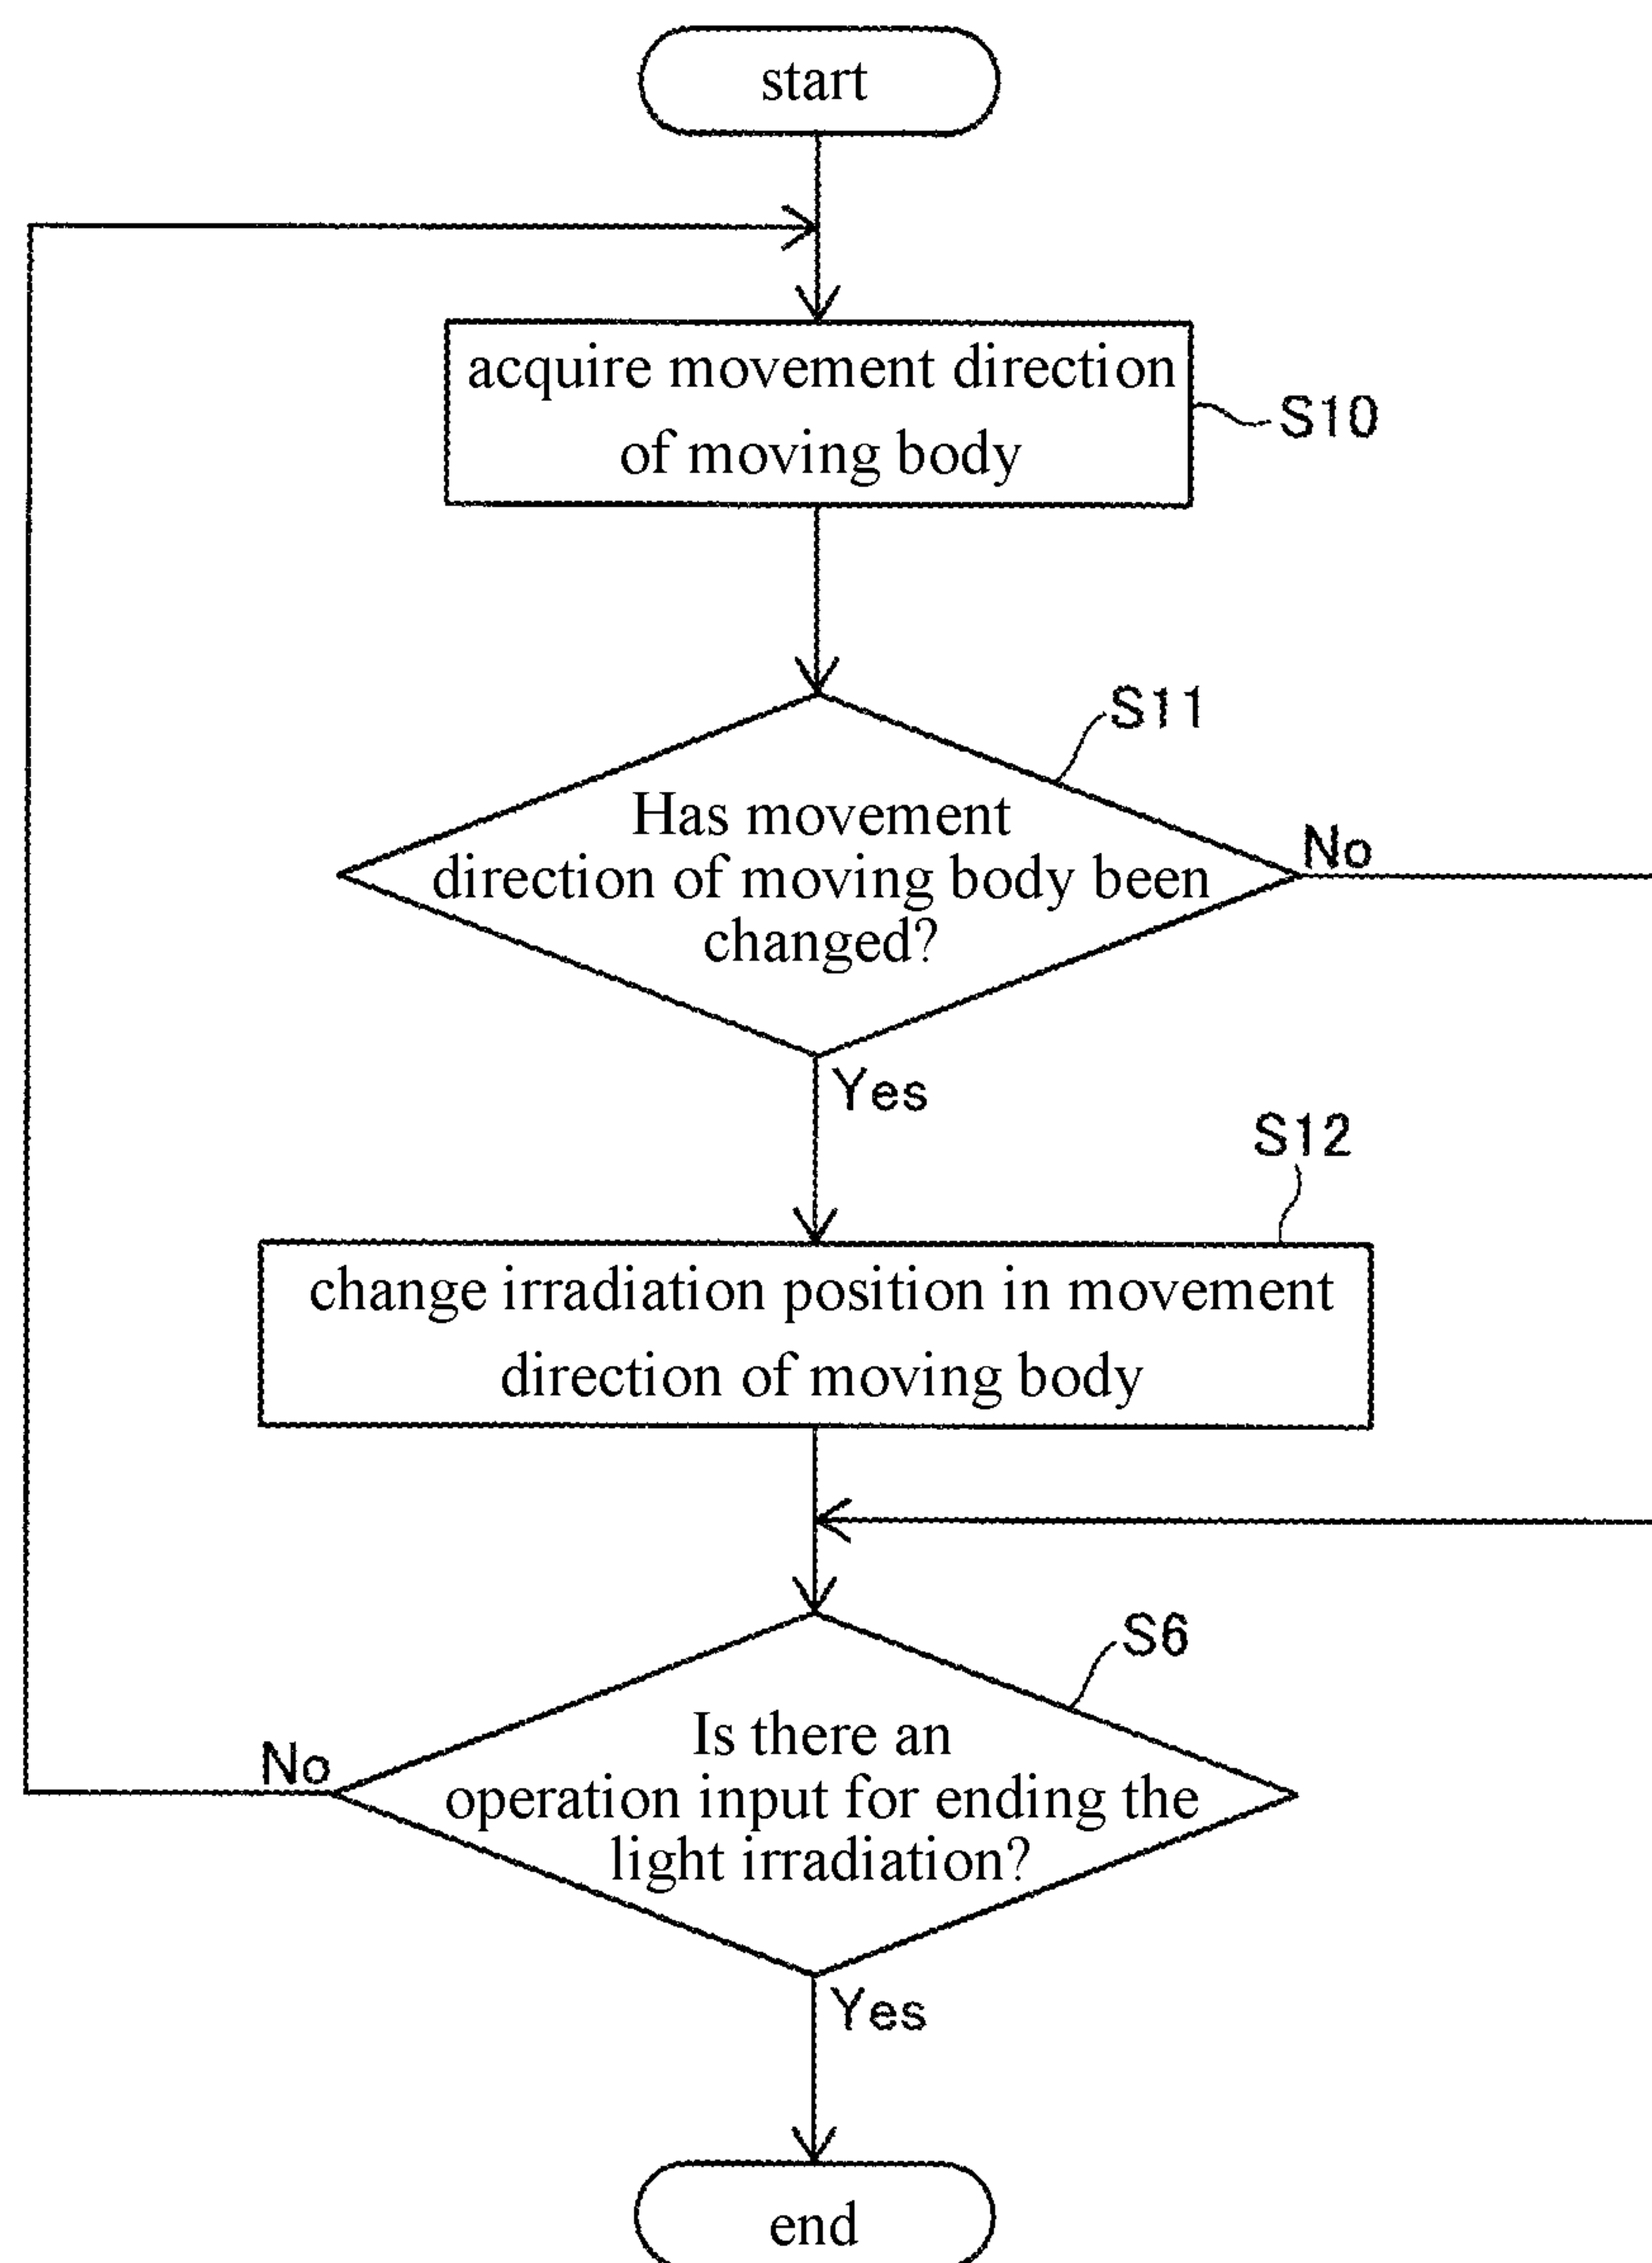 start
acquire movement direction
of moving body
S10
S11
Has movement
direction of moving body been
changed?
No
Yes
S12
change irradiation position in movement
direction of moving body
S6
Is there an
operation input for ending the
light irradiation?
No
Yes
end